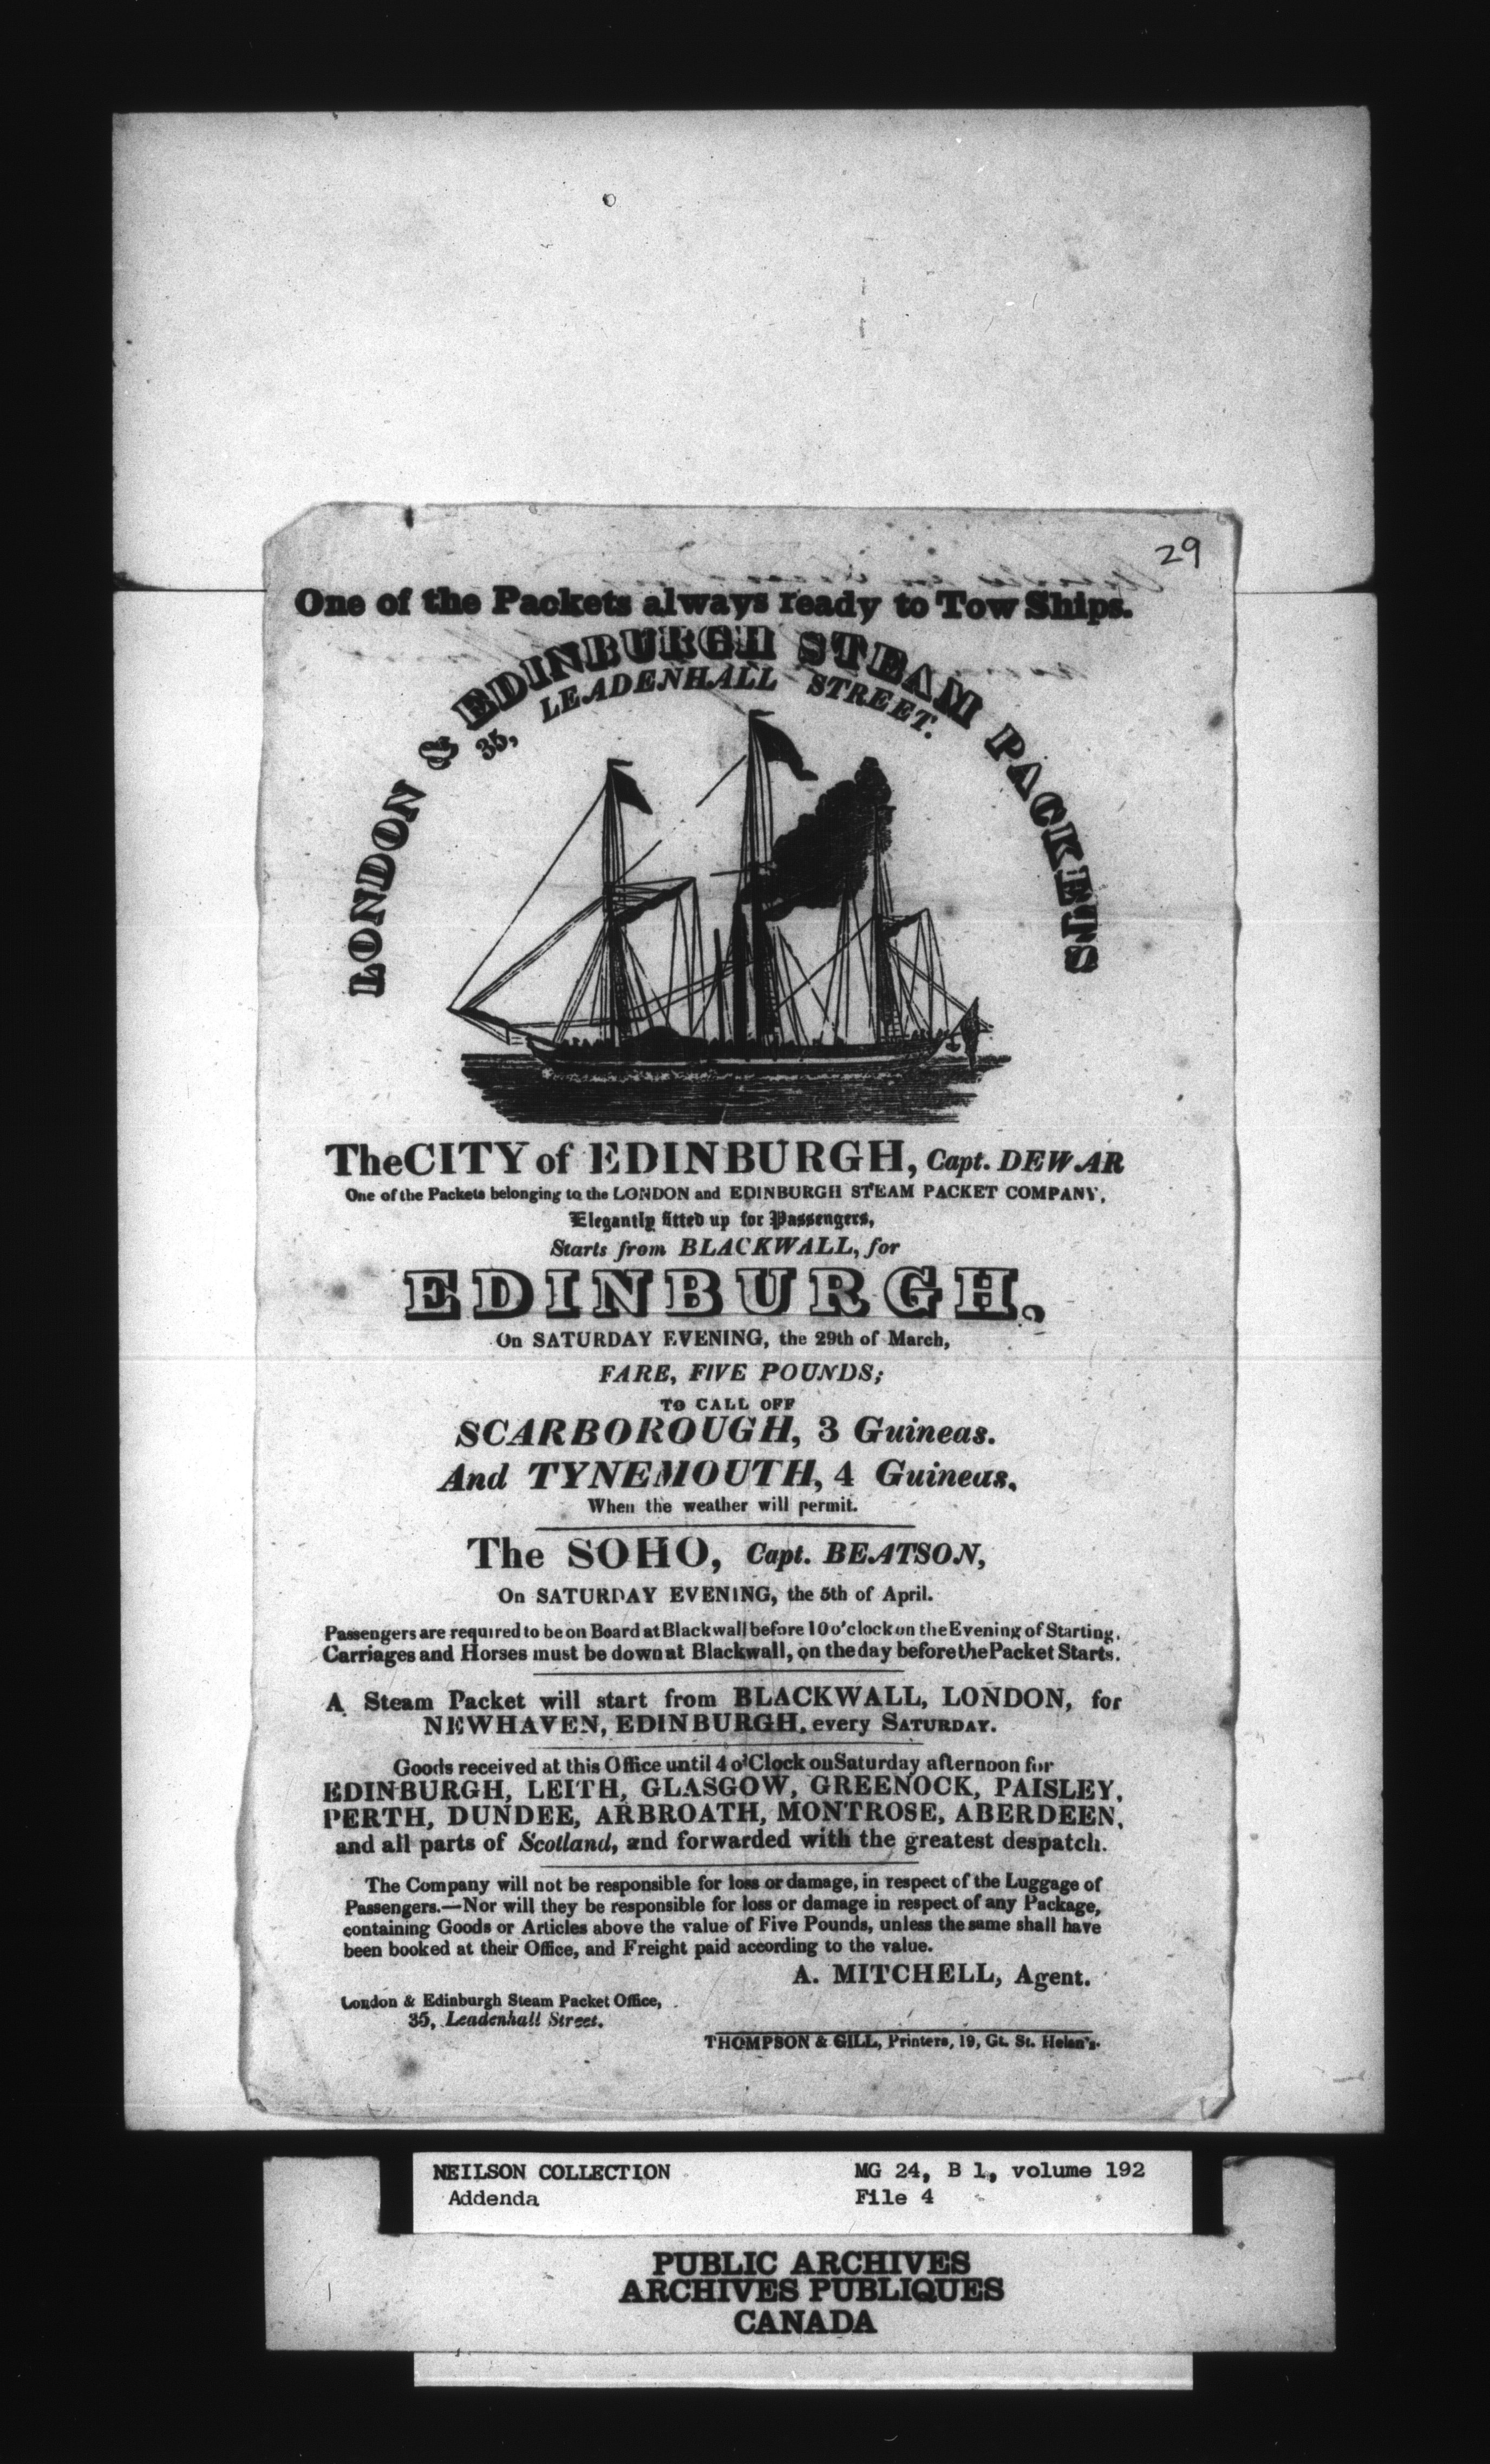 29
One of the Packets always ready to Tow Ships.
LONDON & EDINBURGH STEAM PACKETS
35, LEADENHALL STREET.
The CITY of EDINBURGH, Capt. DEWAR
One of the Packets belonging to the LONDON and EDINBURGH STEAM PACKET COMPANY,
Elegantly fitted up for Passengers,
Starts from BLACKWALL, for
EDINBURGH,
On SATURDAY EVENING, the 29th of March,
FARE, FIVE POUNDS;
TO CALL OFF
SCARBOROUGH, 3 Guineas.
And TYNEMOUTH, 4 Guineas.
When the weather will permit.
The SOHO, Capt. BEATSON,
On SATURDAY EVENING, the 5th of April.
Passengers are required to be on Board at Blackwall before 10 o'clock on the Evening of Starting.
Carriages and Horses must be down at Blackwall, on the day before the Packet Starts.
A Steam Packet will start from BLACKWALL, LONDON, for
NEWHAVEN, EDINBURGH, every SATURDAY.
Goods received at this Office until 4 o'Clock on Saturday afternoon for
EDINBURGH, LEITH, GLASGOW, GREENOCK, PAISLEY,
PERTH, DUNDEE, ARBROATH, MONTROSE, ABERDEEN,
and all parts of Scotland, and forwarded with the greatest despatch.
The Company will not be responsible for loss or damage, in respect of the Luggage of
Passengers.—Nor will they be responsible for loss or damage in respect of any Package,
containing Goods or Articles above the value of Five Pounds, unless the same shall have
been booked at their Office, and Freight paid according to the value.
A. MITCHELL, Agent.
London & Edinburgh Steam Packet Office,
35, Leadenhall Street.
THOMPSON & GILL, Printers, 19, Gt. St. Helen's.
NEILSON COLLECTION MG 24, B 1, volume 192
Addenda File 4
PUBLIC ARCHIVES
ARCHIVES PUBLIQUES
CANADA